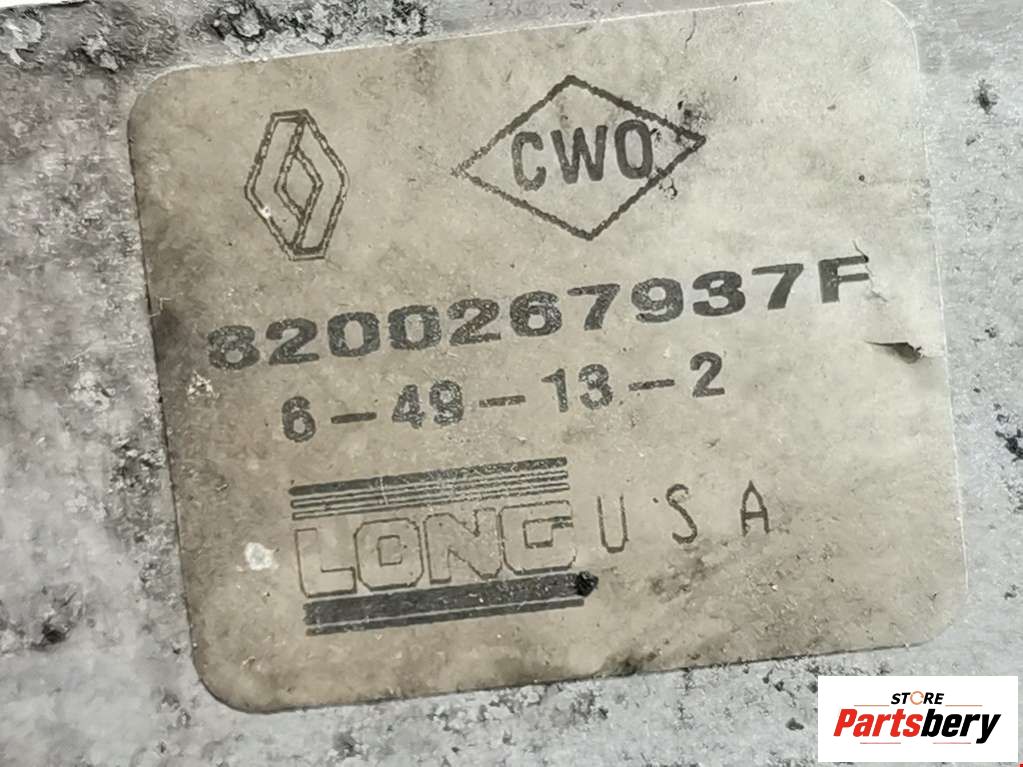 CWO
8200267937F
6-49-13-2
LONG USA
STORE
Partsbery